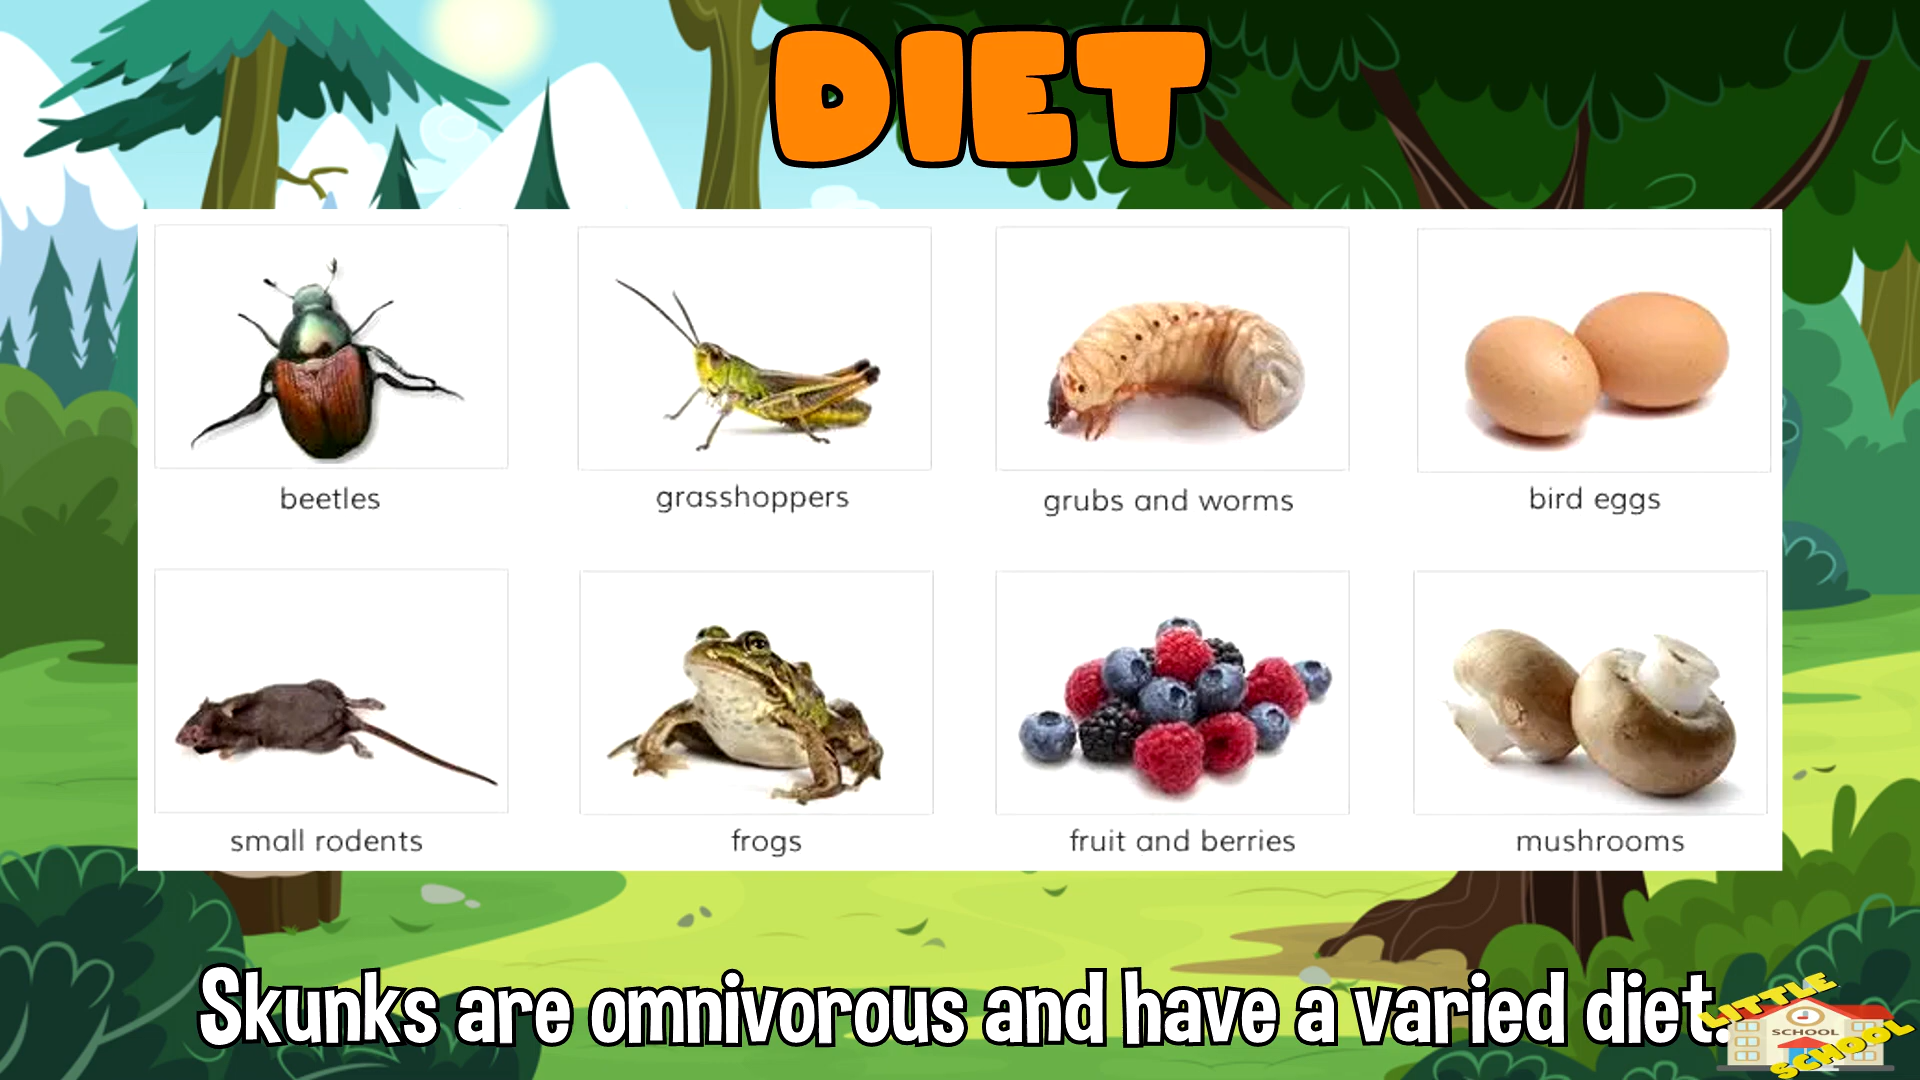 DIET
beetles
grasshoppers
grubs and worms
bird eggs
small rodents
frogs
fruit and berries
mushrooms
Skunks are omnivorous and have a varied diet.
LITTLE
SCHOOL
SCHOOL